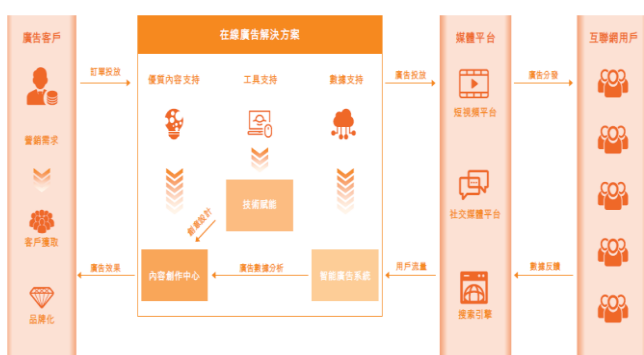 廣告客戶
在線廣告解決方案
媒體平台
互聯網用戶
訂單投放
優質內容支持
工具支持
數據支持
廣告投放
廣告分發
短視頻平台
營銷需求
技術賦能
創意設計
社交媒體平台
客戶獲取
廣告效果
內容創作中心
廣告數據分析
智能廣告系統
用戶流量
數據反饋
品牌化
搜索引擎